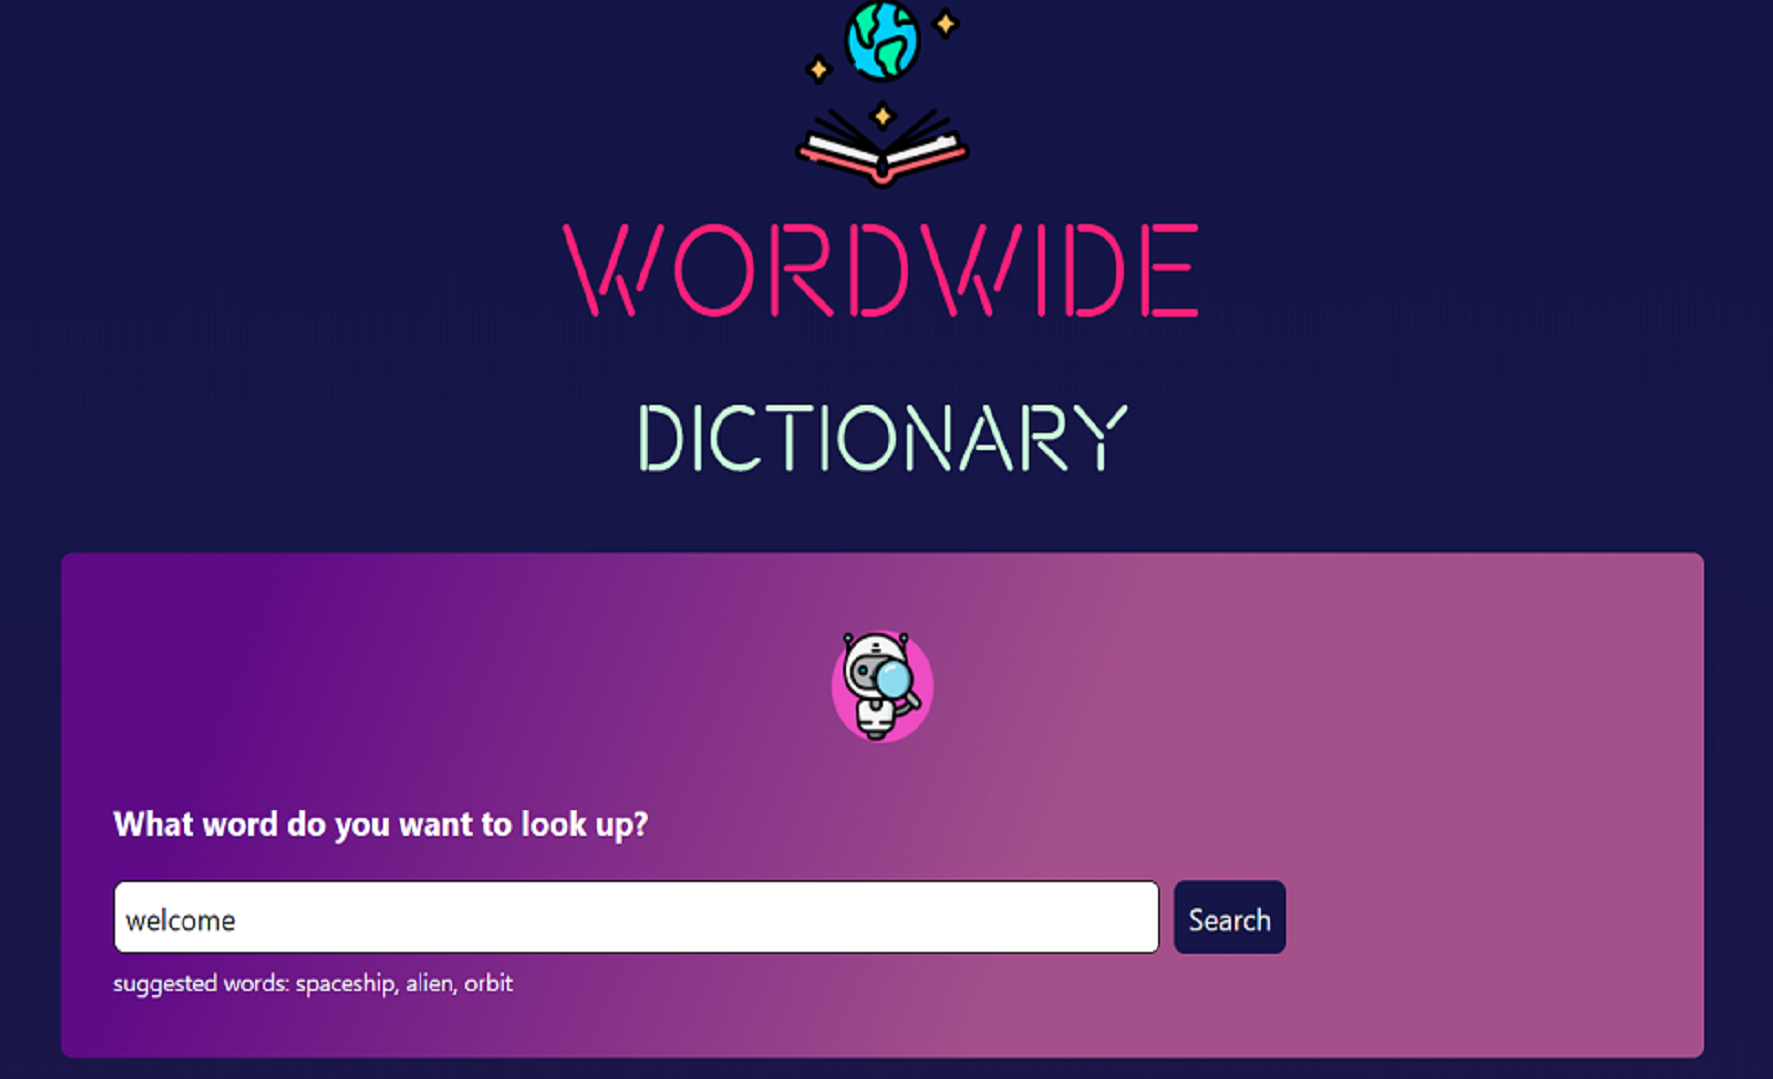 WORDWIDE
DICTIONARY
What word do you want to look up?
welcome
Search
suggested words: spaceship, alien, orbit